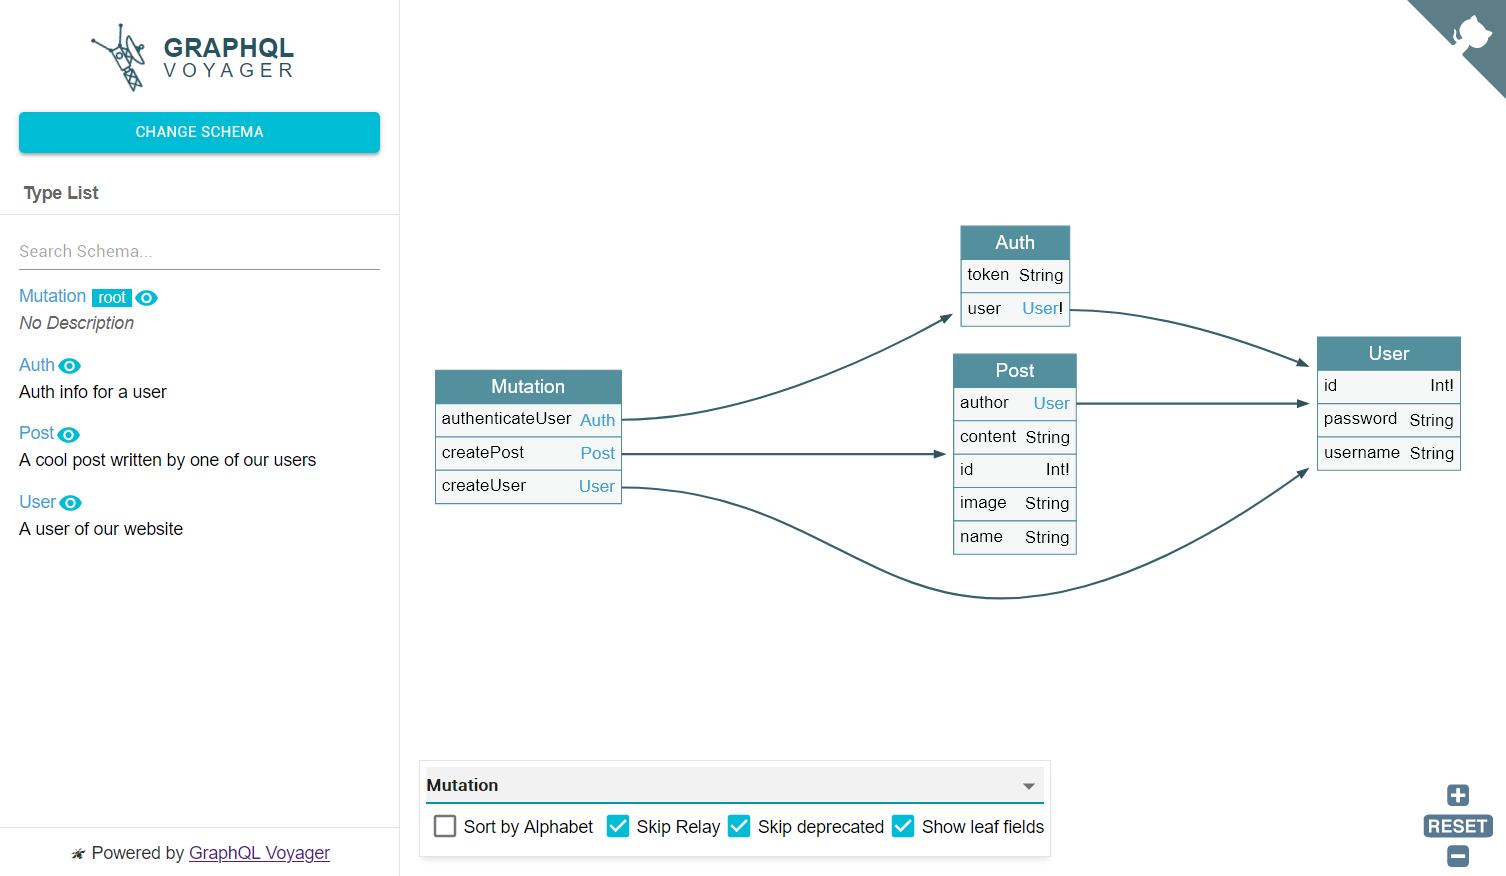 GRAPHQL
VOYAGER
CHANGE SCHEMA
Type List
Search Schema...
Mutation root
No Description
Auth
Auth info for a user
Post
A cool post written by one of our users
User
A user of our website
Powered by GraphQL Voyager
Mutation
authenticateUser Auth
createPost Post
createUser User
Auth
token String
user User!
Post
author User
content String
id Int!
image String
name String
User
id Int!
password String
username String
Mutation
Sort by Alphabet Skip Relay Skip deprecated Show leaf fields
RESET